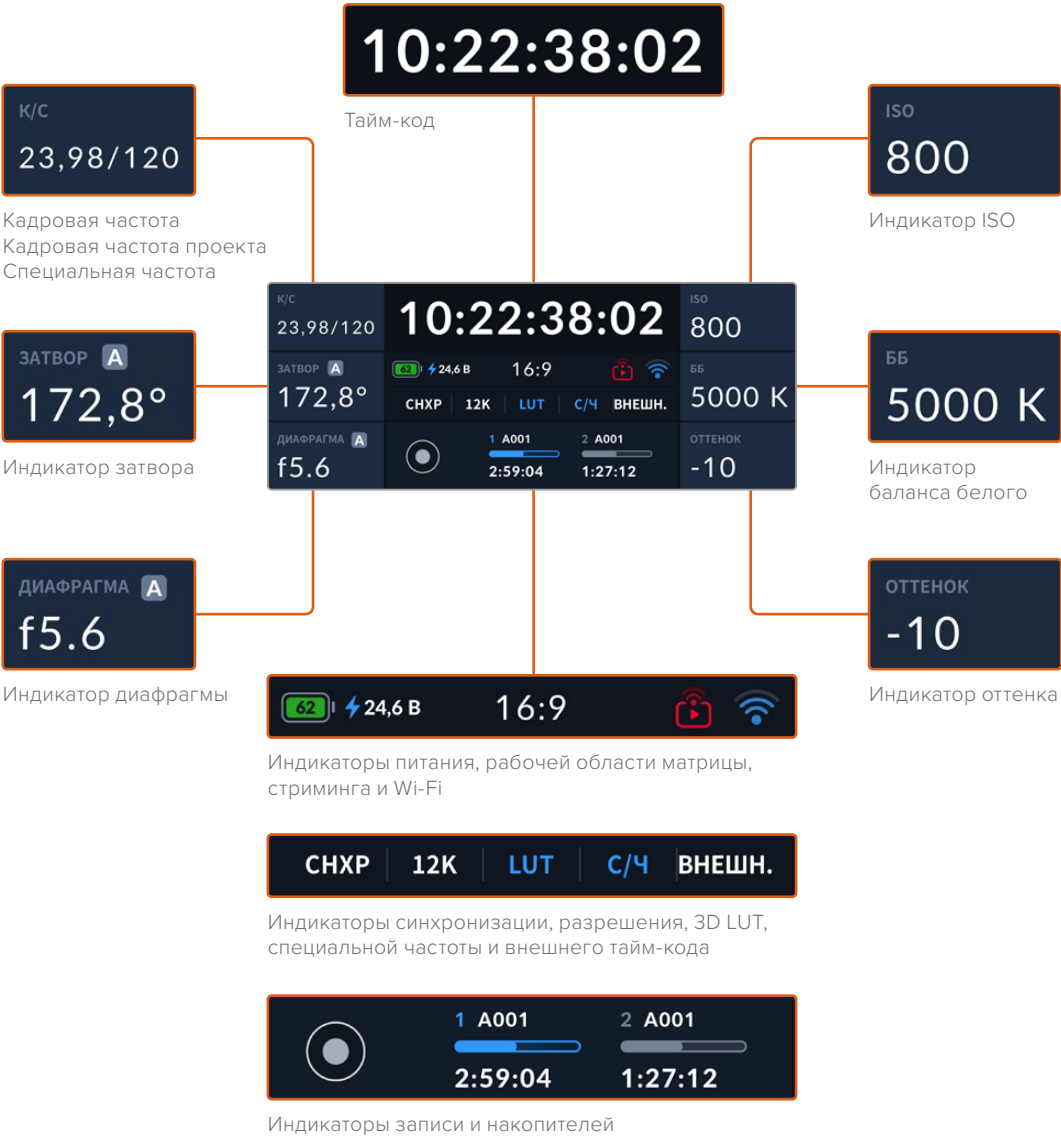 10:22:38:02
Тайм-код
К/С
23,98/120
Кадровая частота
Кадровая частота проекта
Специальная частота
ISO
800
Индикатор ISO
К/С
23,98/120
10:22:38:02
ISO
800
ЗАТВОР A
172,8°
Индикатор затвора
ЗАТВОР A
172,8°
62 24,6 В 16:9
СНХР 12K LUT С/Ч ВНЕШН.
ББ
5000 K
ББ
5000 K
Индикатор
баланса белого
ДИАФРАГМА A
f5.6
1 A001 2 A001
2:59:04 1:27:12
ОТТЕНОК
-10
ДИАФРАГМА A
f5.6
Индикатор диафрагмы
ОТТЕНОК
-10
Индикатор оттенка
62 24,6 В 16:9
Индикаторы питания, рабочей области матрицы,
стриминга и Wi-Fi
СНХР 12K LUT С/Ч ВНЕШН.
Индикаторы синхронизации, разрешения, 3D LUT,
специальной частоты и внешнего тайм-кода
1 A001 2 A001
2:59:04 1:27:12
Индикаторы записи и накопителей